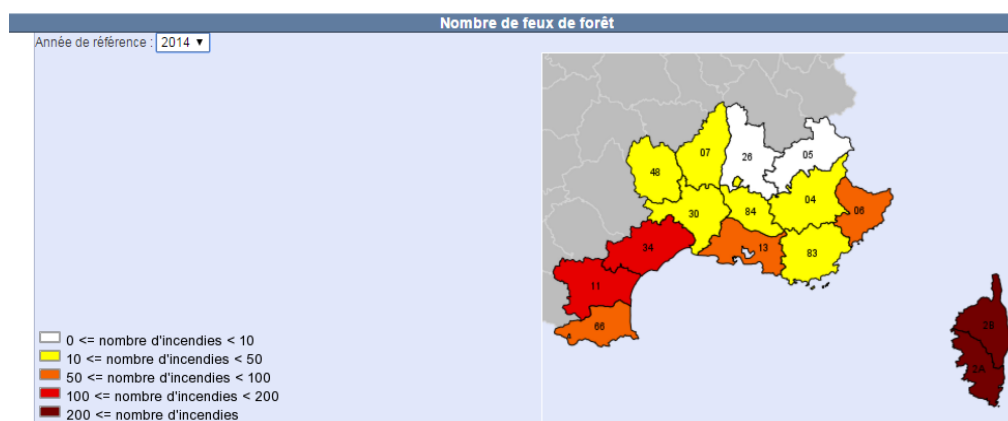 Nombre de feux de forêt
Année de référence : 2014
07
26
05
48
04
06
30
84
34
13
83
11
66
2B
2A
0 <= nombre d'incendies < 10
10 <= nombre d'incendies < 50
50 <= nombre d'incendies < 100
100 <= nombre d'incendies < 200
200 <= nombre d'incendies